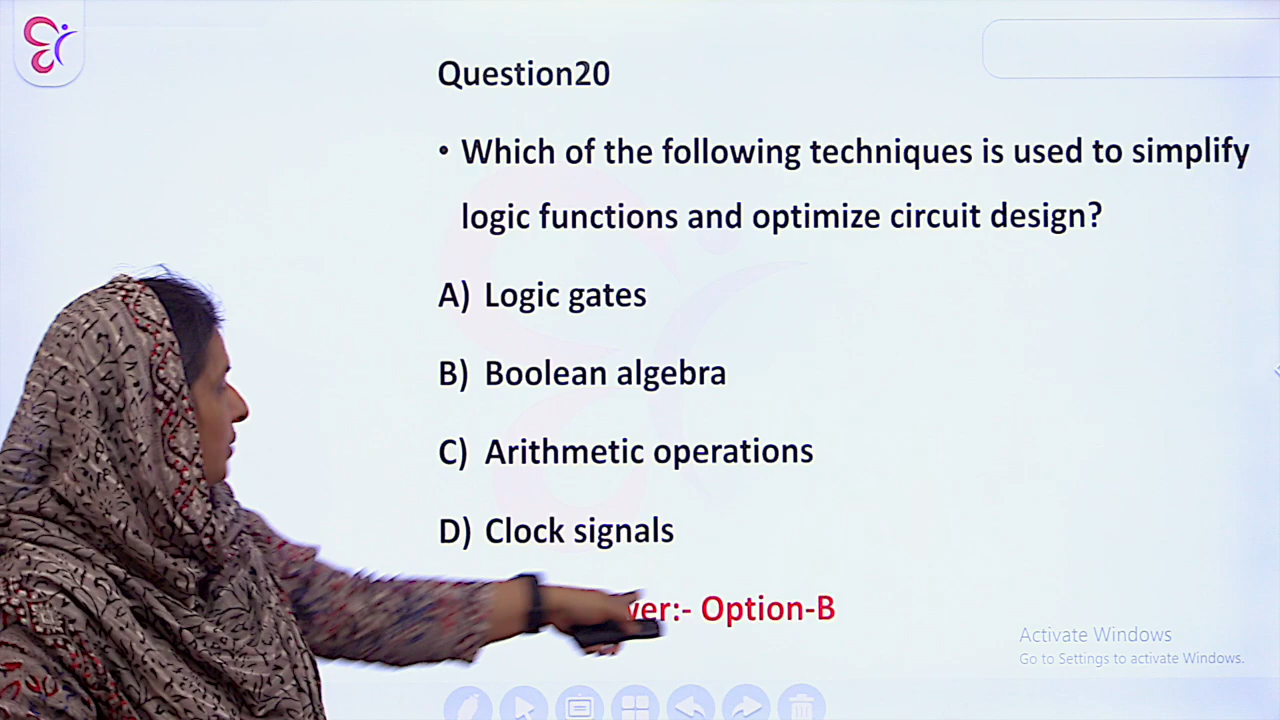 Question20
• Which of the following techniques is used to simplify
logic functions and optimize circuit design?
A) Logic gates
B) Boolean algebra
C) Arithmetic operations
D) Clock signals
Option-B
Activate Windows
Go to Settings to activate Windows.